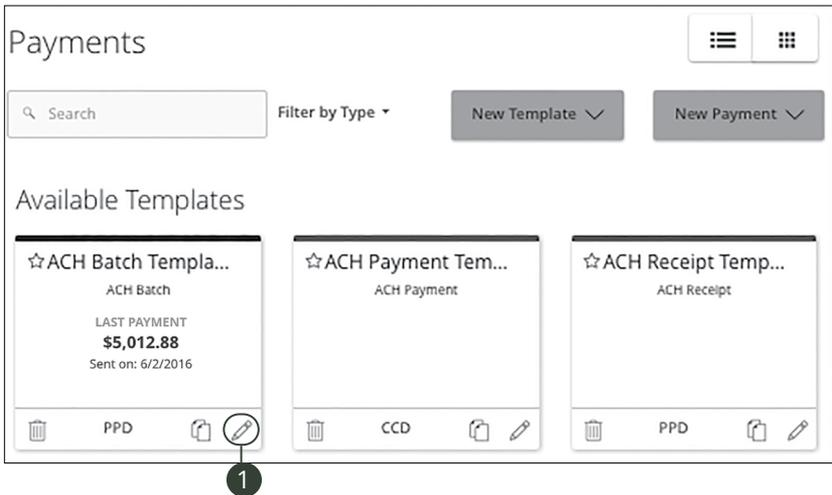 Payments
Search
Filter by Type
New Template
New Payment
Available Templates
ACH Batch Templa...
ACH Batch
LAST PAYMENT
$5,012.88
Sent on: 6/2/2016
PPD
ACH Payment Tem...
ACH Payment
CCD
ACH Receipt Temp...
ACH Receipt
PPD
1